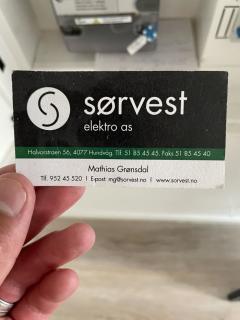 sørvest
elektro as
Halvorstraen 56, 4077 Hundvåg Tlf. 51 85 45 45. Faks 51 85 45 40
Mathias Grønsdal
Tlf. 952 45 520 I E-post: mg@sorvest.no I www.sorvest.no